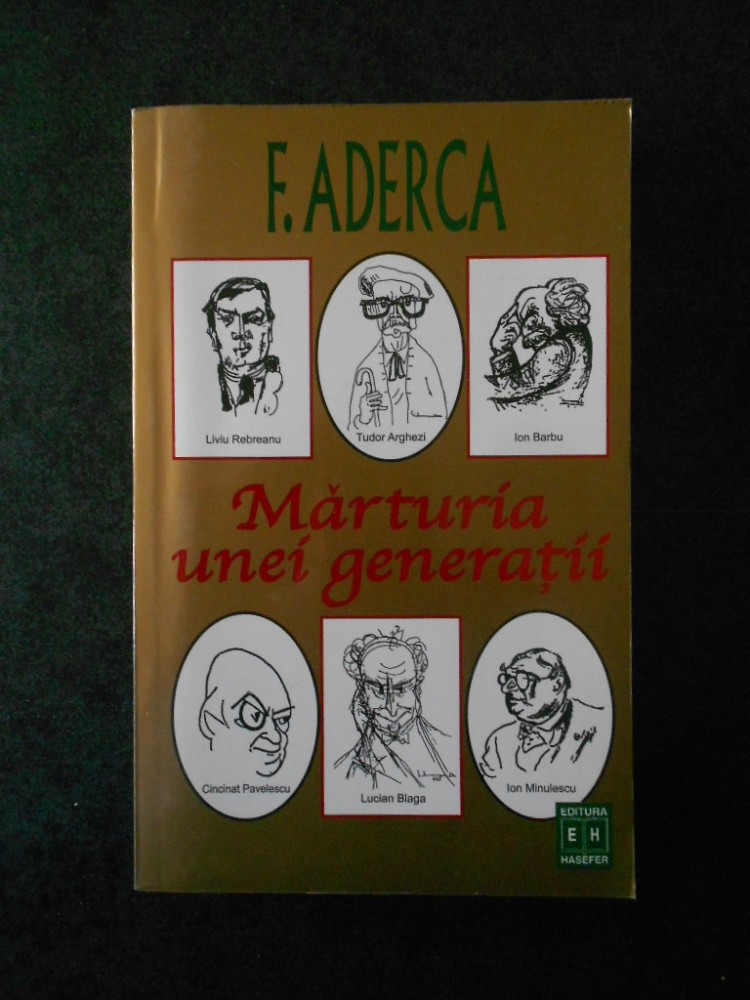 F. ADERCA
Liviu Rebreanu
Tudor Arghezi
Ion Barbu
Mărturia
unei generații
Cincinat Pavelescu
Lucian Blaga
Ion Minulescu
EDITURA
E H
HASEFER